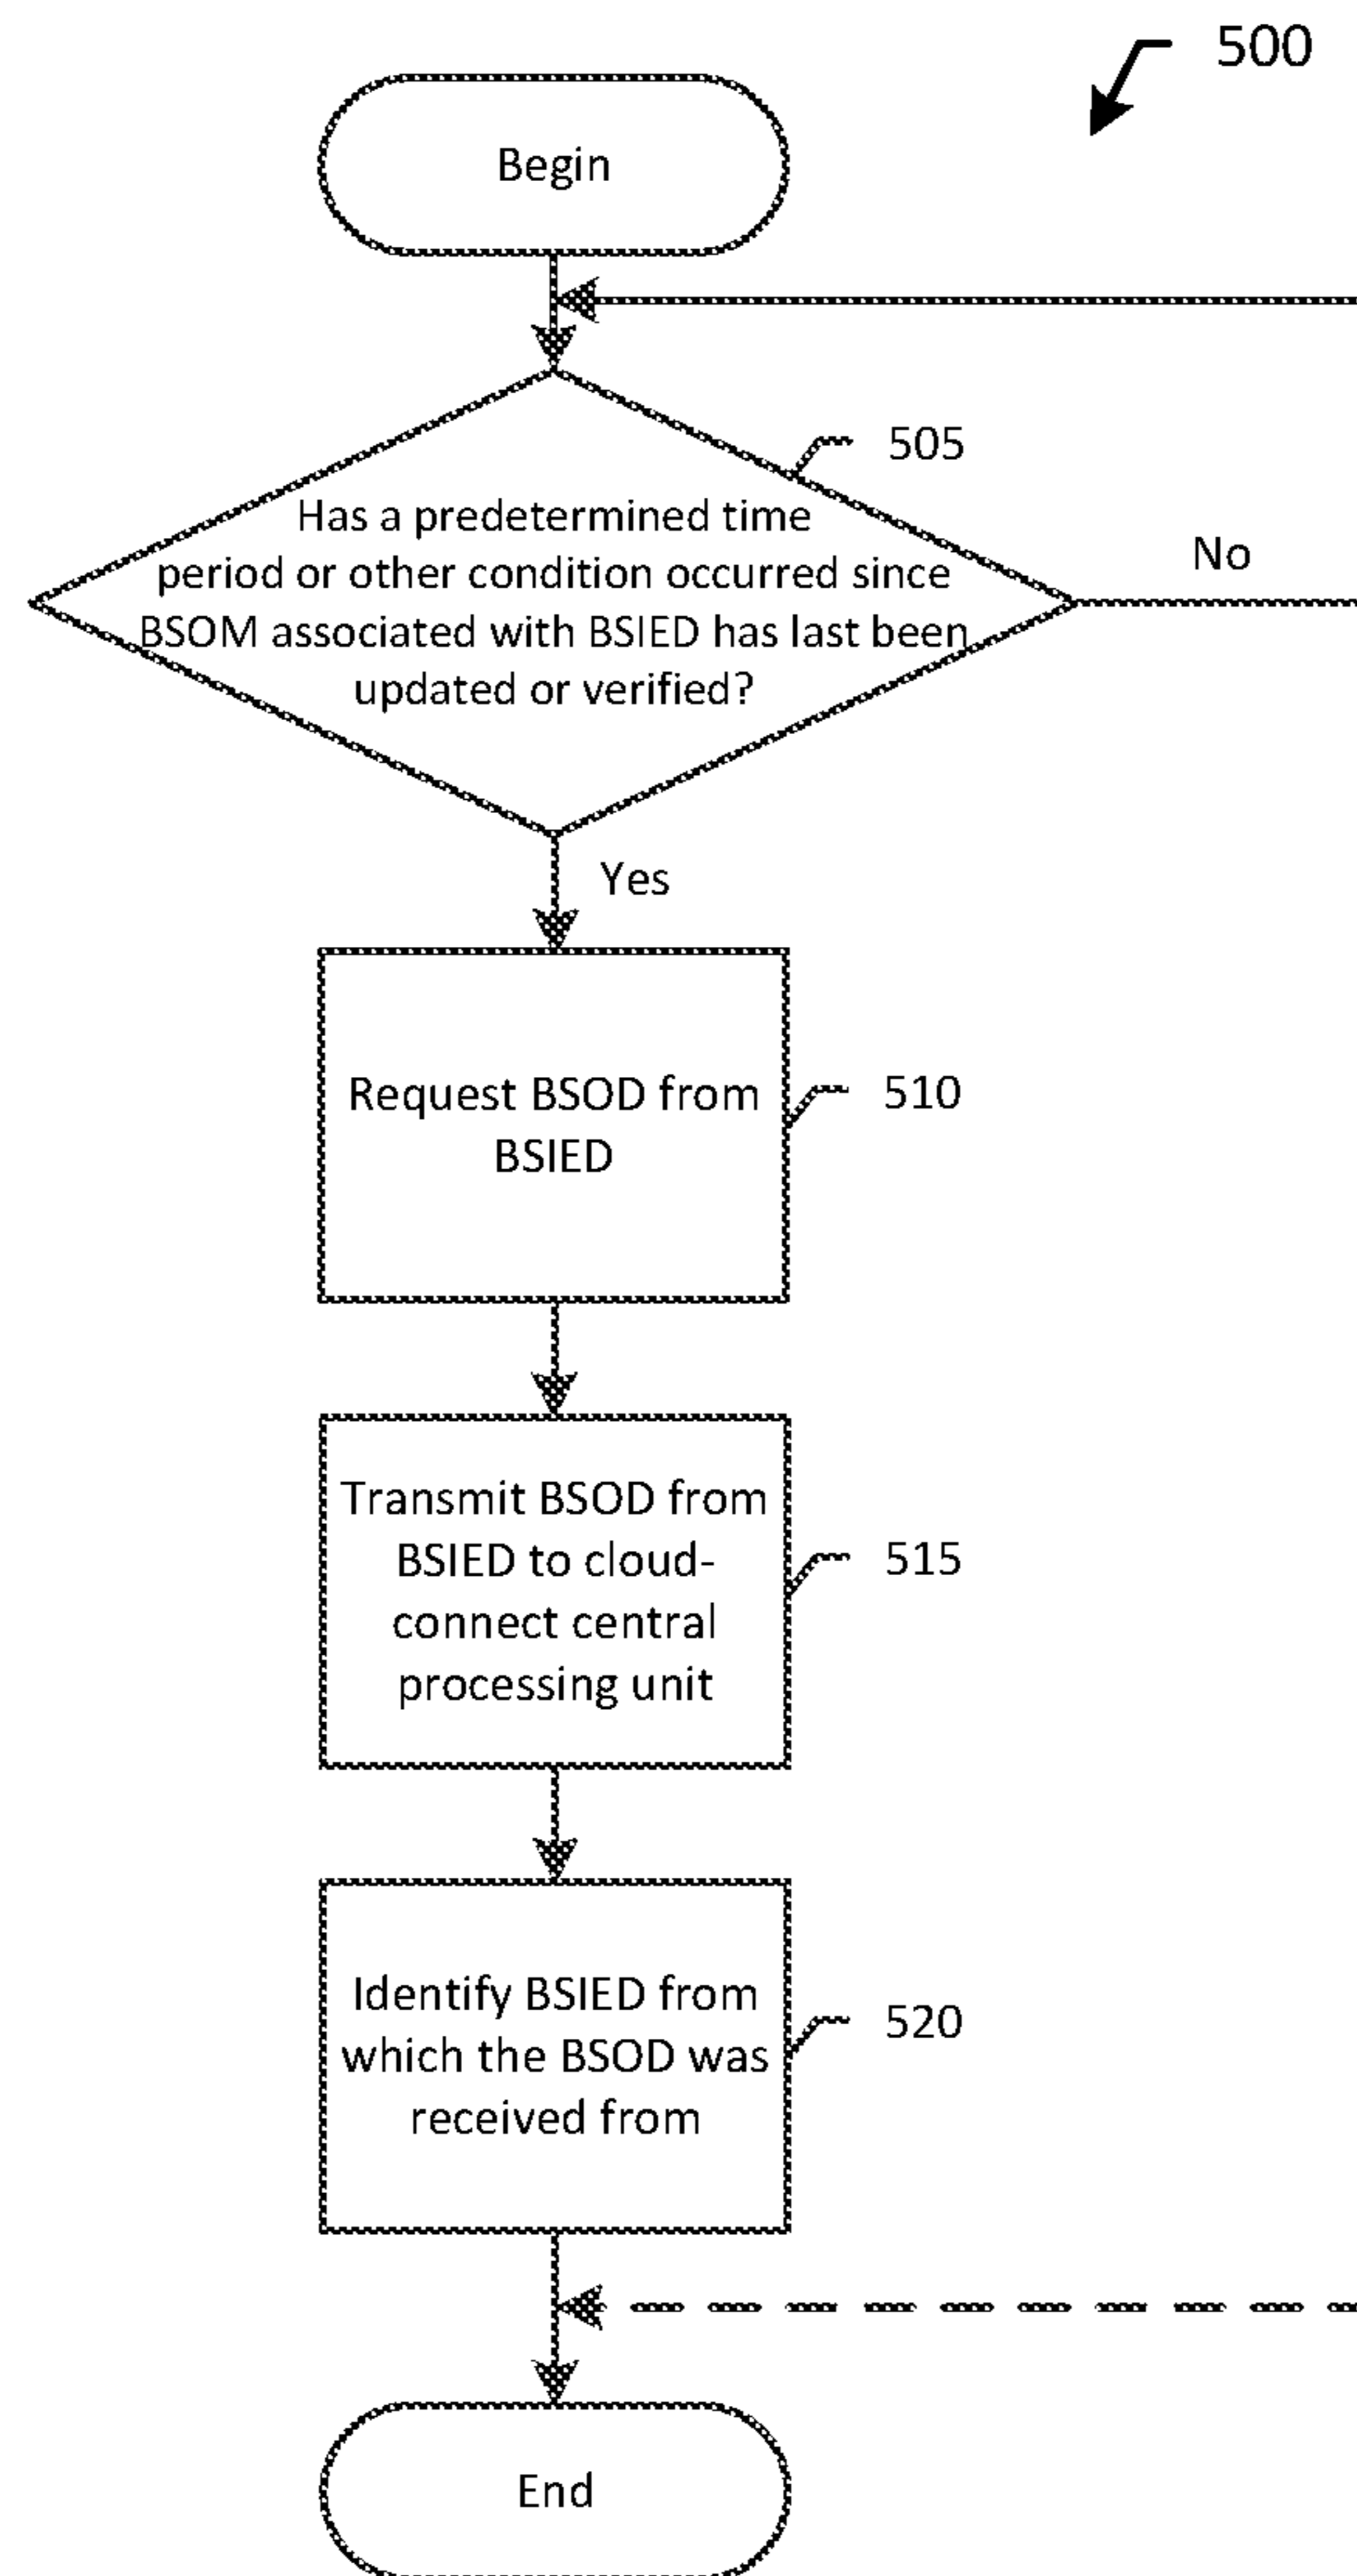 500
Begin
505
Has a predetermined time
period or other condition occurred since
BSOM associated with BSIED has last been
updated or verified?
No
Yes
Request BSOD from
BSIED
510
Transmit BSOD from
BSIED to cloud-
connect central
processing unit
515
Identify BSIED from
which the BSOD was
received from
520
End